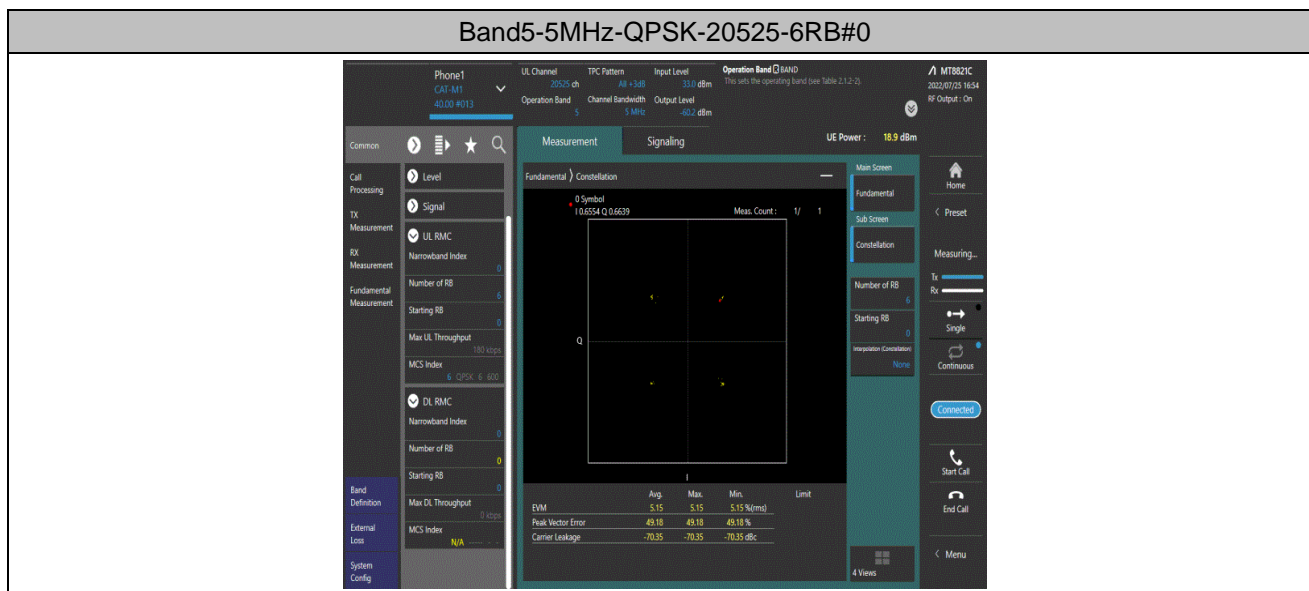 Band5-5MHz-QPSK-20525-6RB#0
Phone1
CAT-M1
40.00 #013
UL Channel
20525 ch
TPC Pattern
All +3dB
Input Level
33.0 dBm
Operation Band
5
Channel Bandwidth
5 MHz
Output Level
-60.2 dBm
Operation Band BAND
This sets the operating band (see Table 2.1.2-2).
MT8821C
2022/07/25 16:54
RF Output : On
Common
Call
Processing
TX
Measurement
RX
Measurement
Fundamental
Measurement
Band
Definition
External
Loss
System
Config
Level
Signal
UL RMC
Narrowband Index
0
Number of RB
6
Starting RB
0
Max UL Throughput
180 kbps
MCS Index
6 QPSK 6 600
DL RMC
Narrowband Index
0
Number of RB
0
Starting RB
0
Max DL Throughput
0 kbps
MCS Index
N/A ---- - -
Measurement
Signaling
UE Power : 18.9 dBm
Fundamental 〉 Constellation
0 Symbol
I 0.6554 Q 0.6639
Meas. Count : 1/ 1
Q
I
Avg. Max. Min. Limit
EVM 5.15 5.15 5.15 %(rms)
Peak Vector Error 49.18 49.18 49.18 %
Carrier Leakage -70.35 -70.35 -70.35 dBc
Main Screen
Fundamental
Sub Screen
Constellation
Number of RB
6
Starting RB
0
Interpolation (Constellation)
None
4 Views
Home
< Preset
Measuring...
Tx
Rx
Single
Continuous
Connected
Start Call
End Call
< Menu